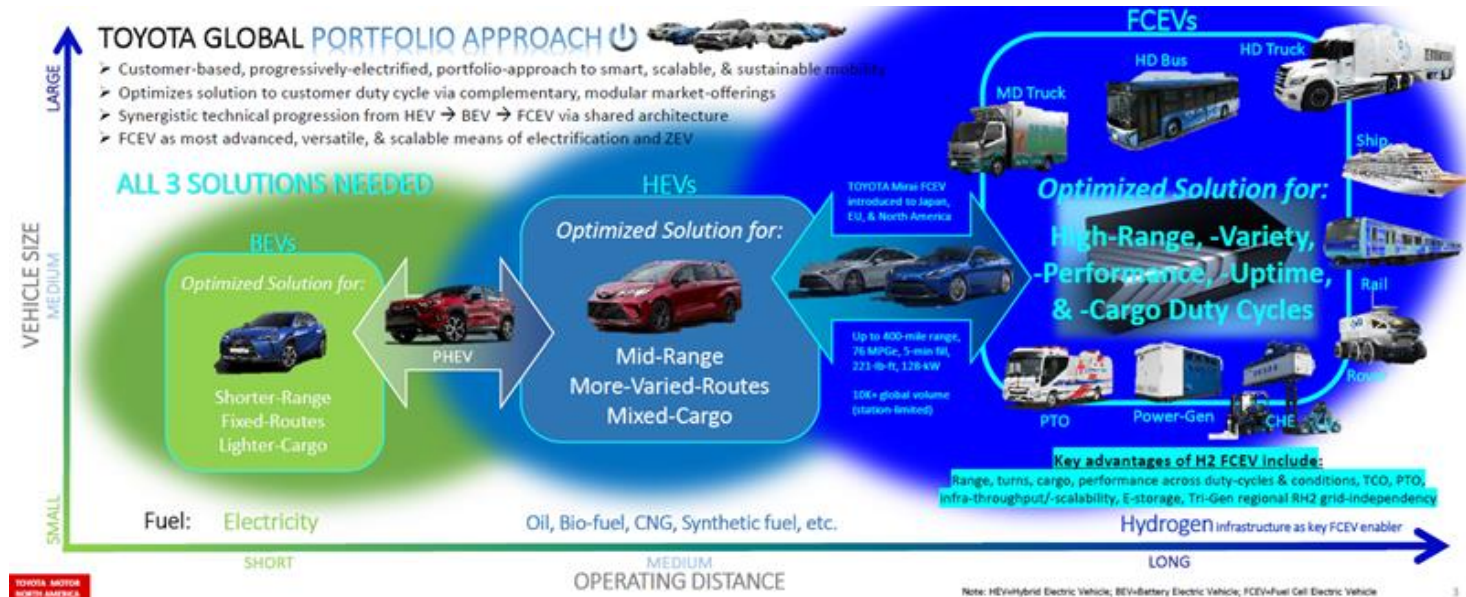 TOYOTA GLOBAL PORTFOLIO APPROACH
➤ Customer-based, progressively-electrified, portfolio-approach to smart, scalable, & sustainable mobility
➤ Optimizes solution to customer duty cycle via complementary, modular market-offerings
➤ Synergistic technical progression from HEV → BEV → FCEV via shared architecture
➤ FCEV as most advanced, versatile, & scalable means of electrification and ZEV
ALL 3 SOLUTIONS NEEDED
VEHICLE SIZE
LARGE
MEDIUM
SMALL
BEVs
Optimized Solution for:
Shorter-Range
Fixed-Routes
Lighter-Cargo
PHEV
HEVs
Optimized Solution for:
Mid-Range
More-Varied-Routes
Mixed-Cargo
TOYOTA Mirai FCEV
introduced to Japan,
EU, & North America
Up to 400-mile range,
76 MPGe, 5-min fill,
221-lb-ft, 128-kW
10K+ global volume
(station-limited)
FCEVs
MD Truck
HD Bus
HD Truck
Ship
Optimized Solution for:
High-Range, -Variety,
-Performance, -Uptime,
& -Cargo Duty Cycles
Rail
Rover
PTO
Power-Gen
CHE
Key advantages of H2 FCEV include:
Range, turns, cargo, performance across duty-cycles & conditions, TCO, PTO,
infra-throughput/-scalability, E-storage, Tri-Gen regional RH2 grid-independency
Fuel:
Electricity
Oil, Bio-fuel, CNG, Synthetic fuel, etc.
Hydrogen infrastructure as key FCEV enabler
SHORT
MEDIUM
LONG
OPERATING DISTANCE
TOYOTA MOTOR
NORTH AMERICA
Note: HEV=Hybrid Electric Vehicle; BEV=Battery Electric Vehicle; FCEV=Fuel Cell Electric Vehicle
3